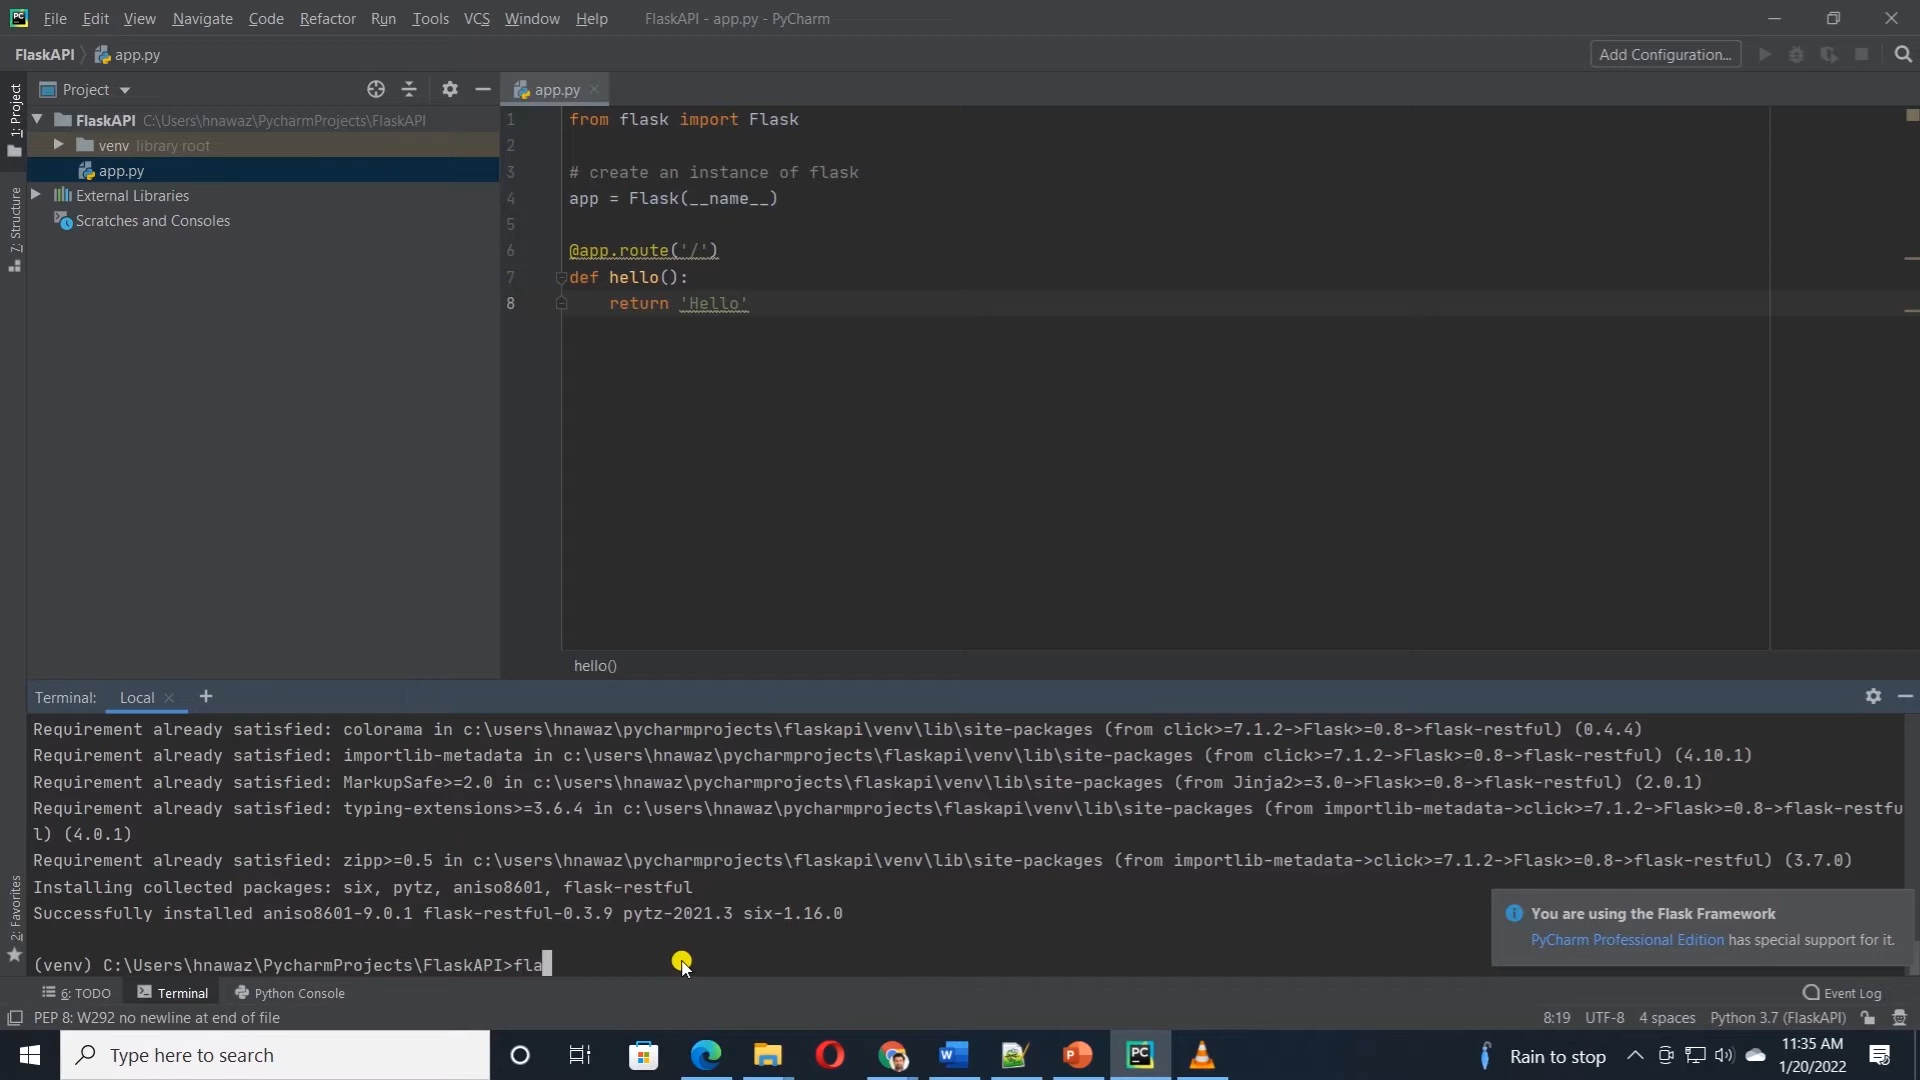 File Edit View Navigate Code Refactor Run Tools VCS Window Help FlaskAPI - app.py - PyCharm
FlaskAPI app.py Add Configuration...
1: Project
7: Structure
2: Favorites
Project
app.py
FlaskAPI C:\Users\hnawaz\PycharmProjects\FlaskAPI
venv library root
app.py
External Libraries
Scratches and Consoles
1 from flask import Flask
2
3 # create an instance of flask
4 app = Flask(__name__)
5
6 @app.route('/')
7 def hello():
8 return 'Hello'
hello()
Terminal: Local
Requirement already satisfied: colorama in c:\users\hnawaz\pycharmprojects\flaskapi\venv\lib\site-packages (from click>=7.1.2->Flask>=0.8->flask-restful) (0.4.4)
Requirement already satisfied: importlib-metadata in c:\users\hnawaz\pycharmprojects\flaskapi\venv\lib\site-packages (from click>=7.1.2->Flask>=0.8->flask-restful) (4.10.1)
Requirement already satisfied: MarkupSafe>=2.0 in c:\users\hnawaz\pycharmprojects\flaskapi\venv\lib\site-packages (from Jinja2>=3.0->Flask>=0.8->flask-restful) (2.0.1)
Requirement already satisfied: typing-extensions>=3.6.4 in c:\users\hnawaz\pycharmprojects\flaskapi\venv\lib\site-packages (from importlib-metadata->click>=7.1.2->Flask>=0.8->flask-restfu
l) (4.0.1)
Requirement already satisfied: zipp>=0.5 in c:\users\hnawaz\pycharmprojects\flaskapi\venv\lib\site-packages (from importlib-metadata->click>=7.1.2->Flask>=0.8->flask-restful) (3.7.0)
Installing collected packages: six, pytz, aniso8601, flask-restful
Successfully installed aniso8601-9.0.1 flask-restful-0.3.9 pytz-2021.3 six-1.16.0
(venv) C:\Users\hnawaz\PycharmProjects\FlaskAPI>fla
You are using the Flask Framework
PyCharm Professional Edition has special support for it.
6: TODO Terminal Python Console Event Log
PEP 8: W292 no newline at end of file 8:19 UTF-8 4 spaces Python 3.7 (FlaskAPI)
Type here to search
Rain to stop
11:35 AM
1/20/2022